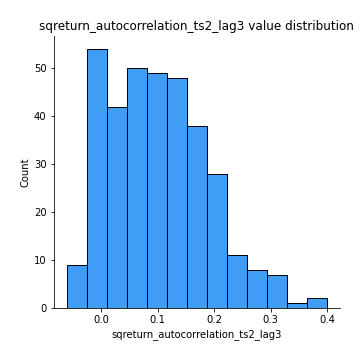 sqreturn_autocorrelation_ts2_lag3 value distribution
50
40
30
20
10
0
Count
0.0 0.1 0.2 0.3 0.4
sqreturn_autocorrelation_ts2_lag3